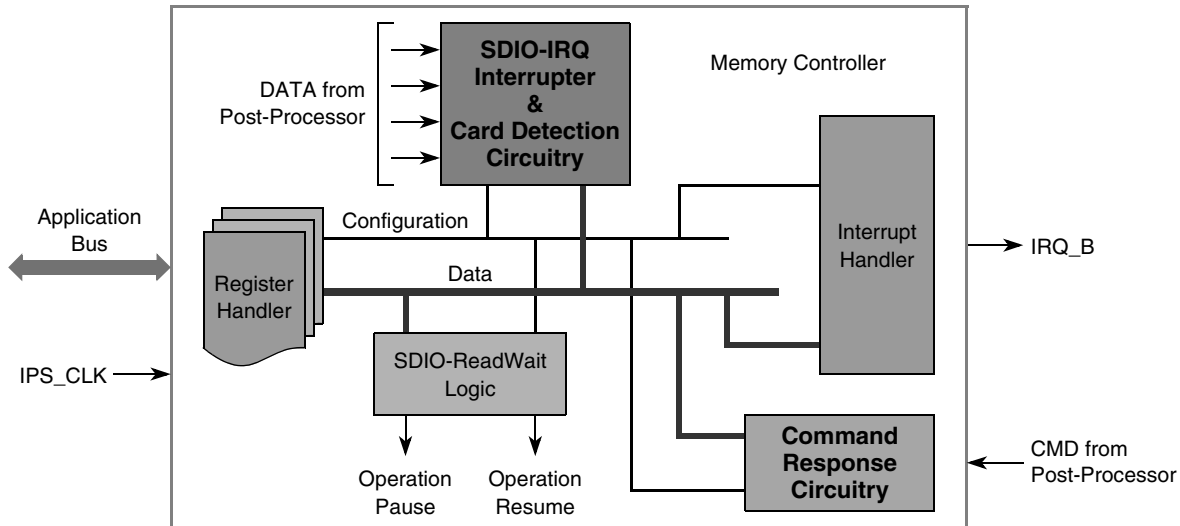 SDIO-IRQ
Interrupter
&
Card Detection
Circuitry
Memory Controller
DATA from
Post-Processor
Application
Bus
Configuration
Interrupt
Handler
IRQ_B
Data
Register
Handler
IPS_CLK
SDIO-ReadWait
Logic
Operation
Pause
Operation
Resume
Command
Response
Circuitry
CMD from
Post-Processor